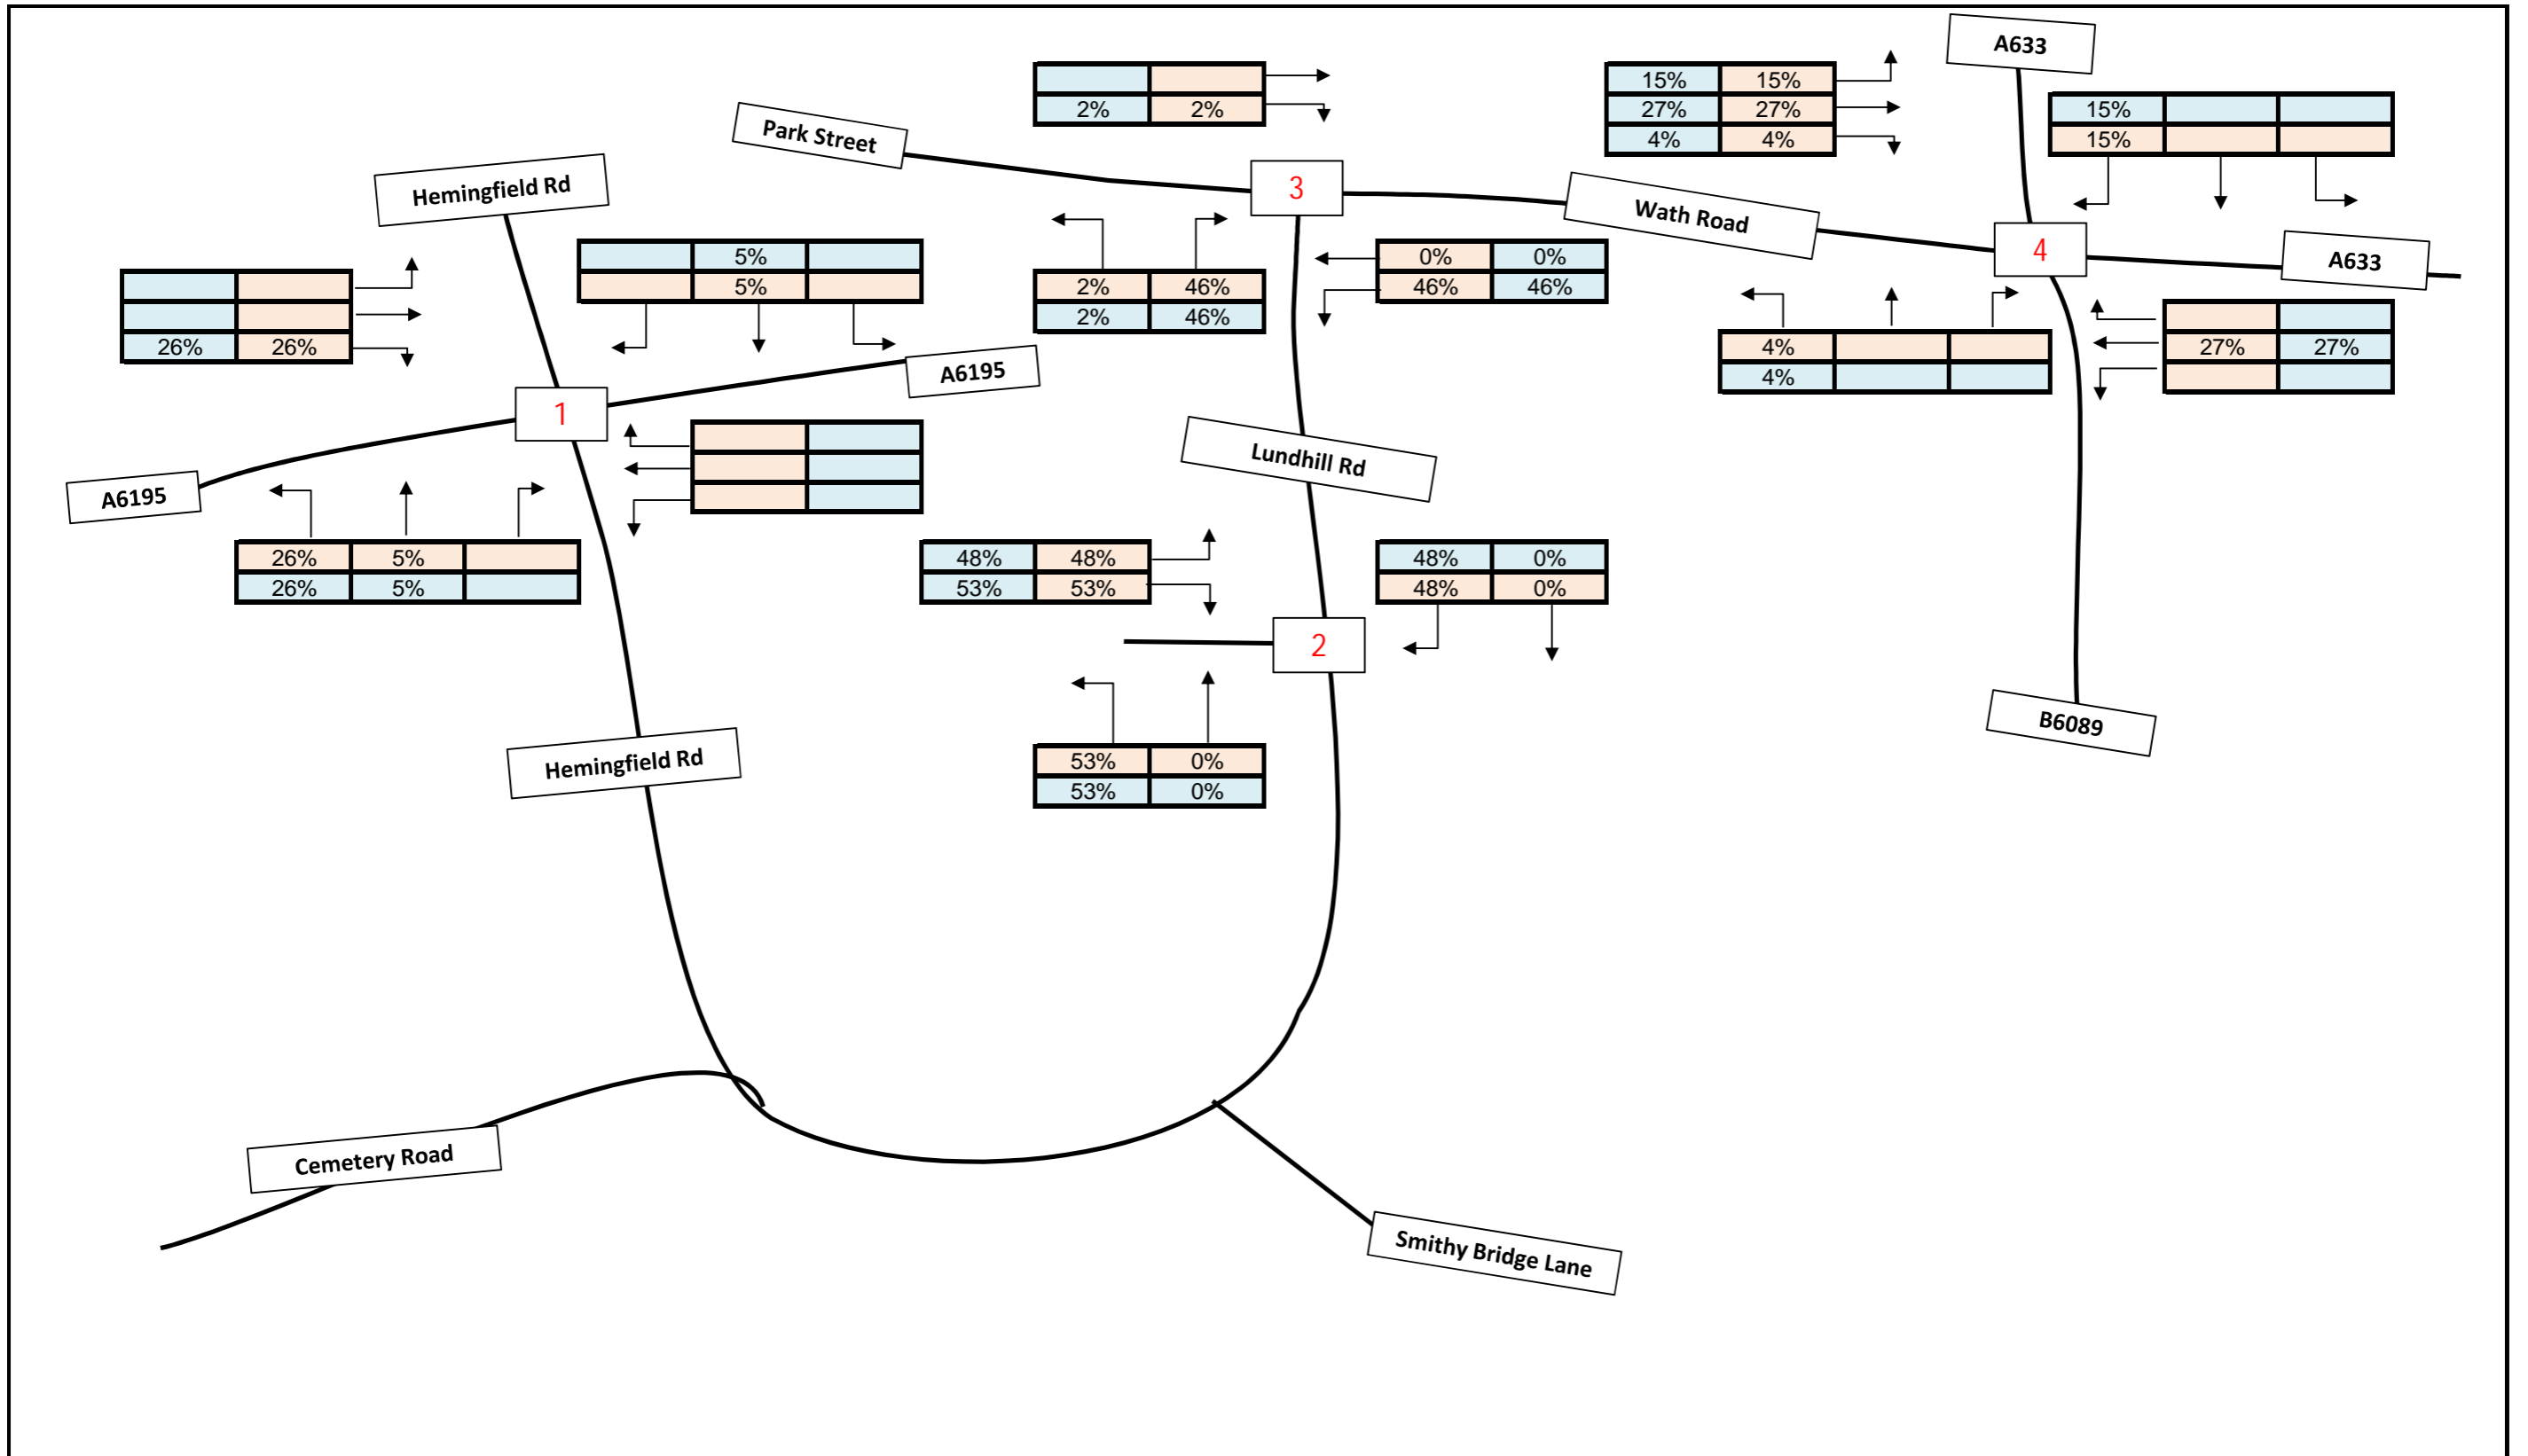 A633
15% 15%
27% 27%
4% 4%
15%
15%
2% 2%
Park Street
Hemingfield Rd
3
Wath Road
4
A633
5%
5%
26% 26%
2% 46%
2% 46%
0% 0%
46% 46%
4%
4%
27% 27%
A6195
1
A6195
Lundhill Rd
26% 5%
26% 5%
48% 48%
53% 53%
48% 0%
48% 0%
2
B6089
Hemingfield Rd
53% 0%
53% 0%
Cemetery Road
Smithy Bridge Lane